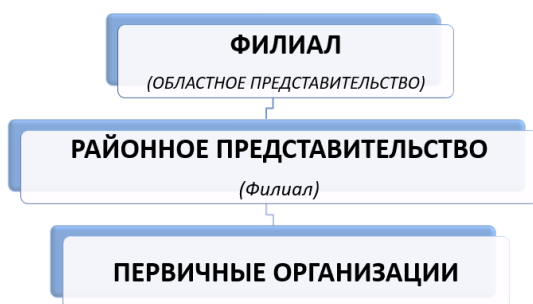 ФИЛИАЛ
(ОБЛАСТНОЕ ПРЕДСТАВИТЕЛЬСТВО)
РАЙОННОЕ ПРЕДСТАВИТЕЛЬСТВО
(Филиал)
ПЕРВИЧНЫЕ ОРГАНИЗАЦИИ